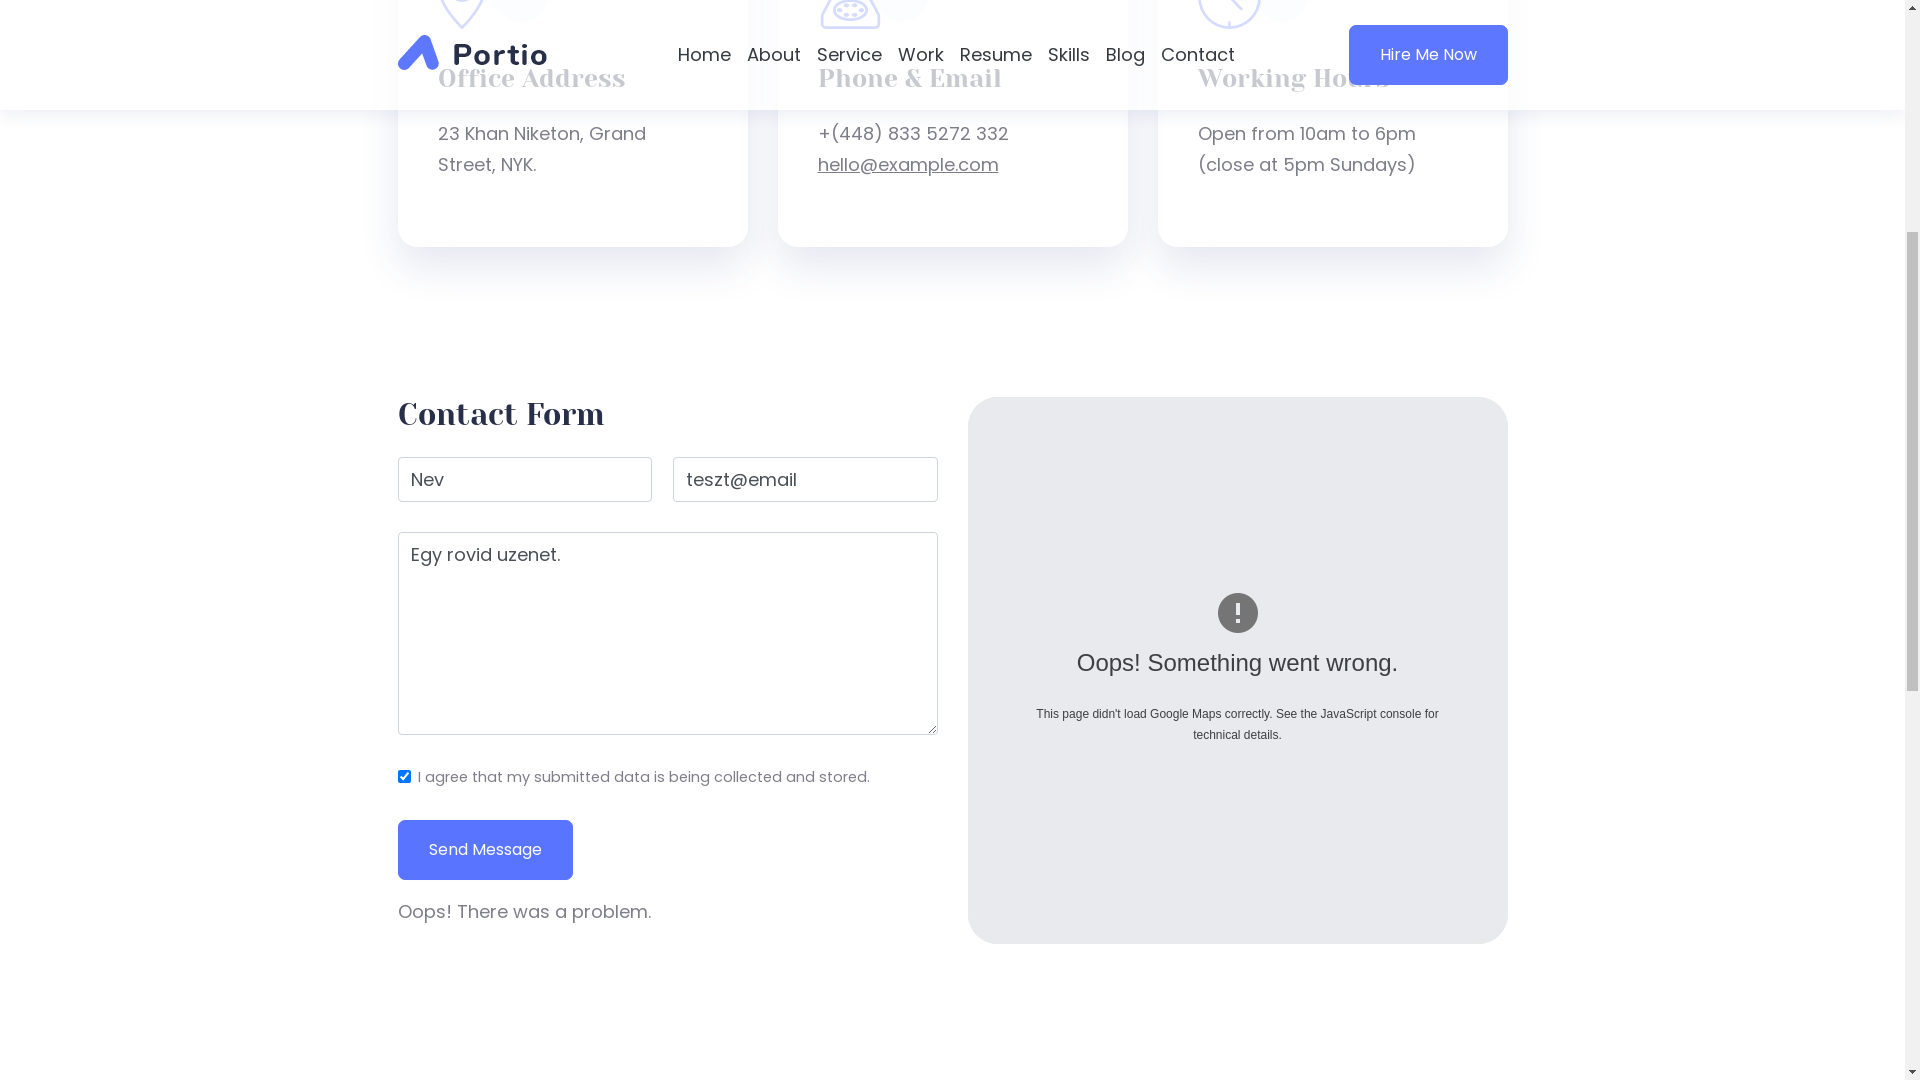 Portio
Home About Service Work Resume Skills Blog Contact
Hire Me Now
Office Address
23 Khan Niketon, Grand
Street, NYK.
Phone & Email
+(448) 833 5272 332
hello@example.com
Working Hours
Open from 10am to 6pm
(close at 5pm Sundays)
Contact Form
Nev
teszt@email
Egy rovid uzenet.
I agree that my submitted data is being collected and stored.
Send Message
Oops! There was a problem.
Oops! Something went wrong.
This page didn't load Google Maps correctly. See the JavaScript console for
technical details.